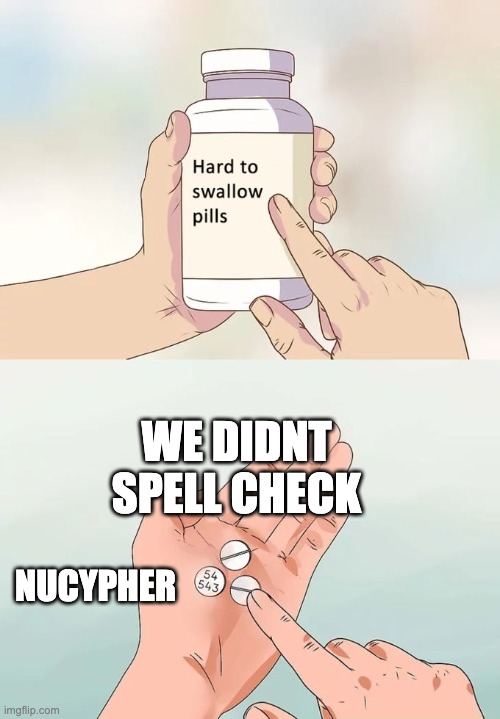 Hard to
swallow
pills
WE DIDNT
SPELL CHECK
NUCYPHER
54
543
imgflip.com